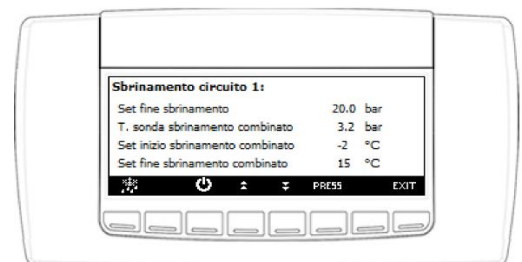 Sbrinamento circuito 1:
Set fine sbrinamento 20.0 bar
T. sonda sbrinamento combinato 3.2 bar
Set inizio sbrinamento combinato -2 °C
Set fine sbrinamento combinato 15 °C
PRESS EXIT